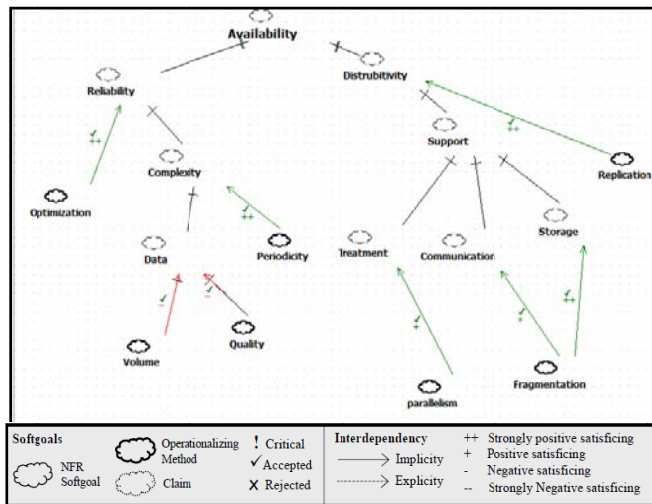 Availability
Reliability
Distrubitivity
✓
++
✓
++
Support
Complexity
Replication
Optimization
✓
++
Storage
Data
Periodicity
Treatment
Communication
✓
-
✓
-
✓
+
✓
+
✓
++
Volume
Quality
parallelism
Fragmentation
Softgoals
NFR
Softgoal
Operationalizing
Method
Claim
! Critical
✓ Accepted
X Rejected
Interdependency
Implicity
Explicity
++ Strongly positive satisficing
+ Positive satisficing
- Negative satisficing
-- Strongly Negative satisficing